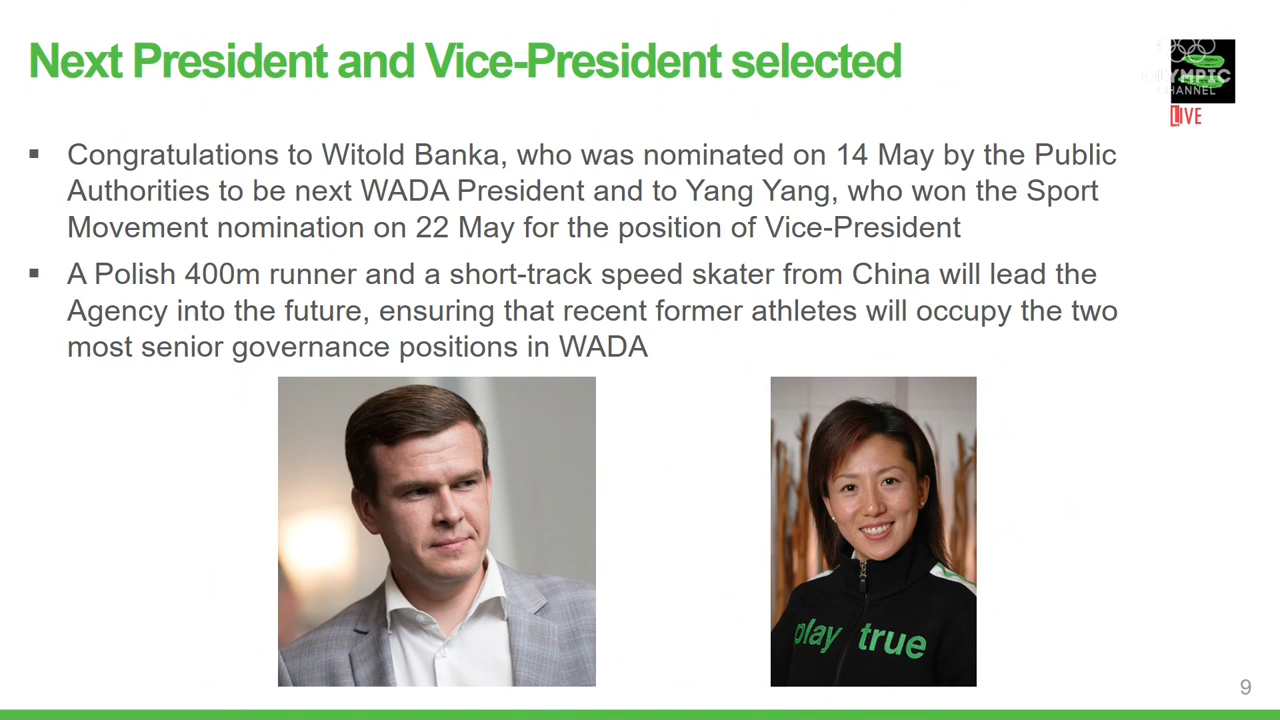 Next President and Vice-President selected
OLYMPIC
CHANNEL
LIVE
▪ Congratulations to Witold Banka, who was nominated on 14 May by the Public
Authorities to be next WADA President and to Yang Yang, who won the Sport
Movement nomination on 22 May for the position of Vice-President
▪ A Polish 400m runner and a short-track speed skater from China will lead the
Agency into the future, ensuring that recent former athletes will occupy the two
most senior governance positions in WADA
play true
9